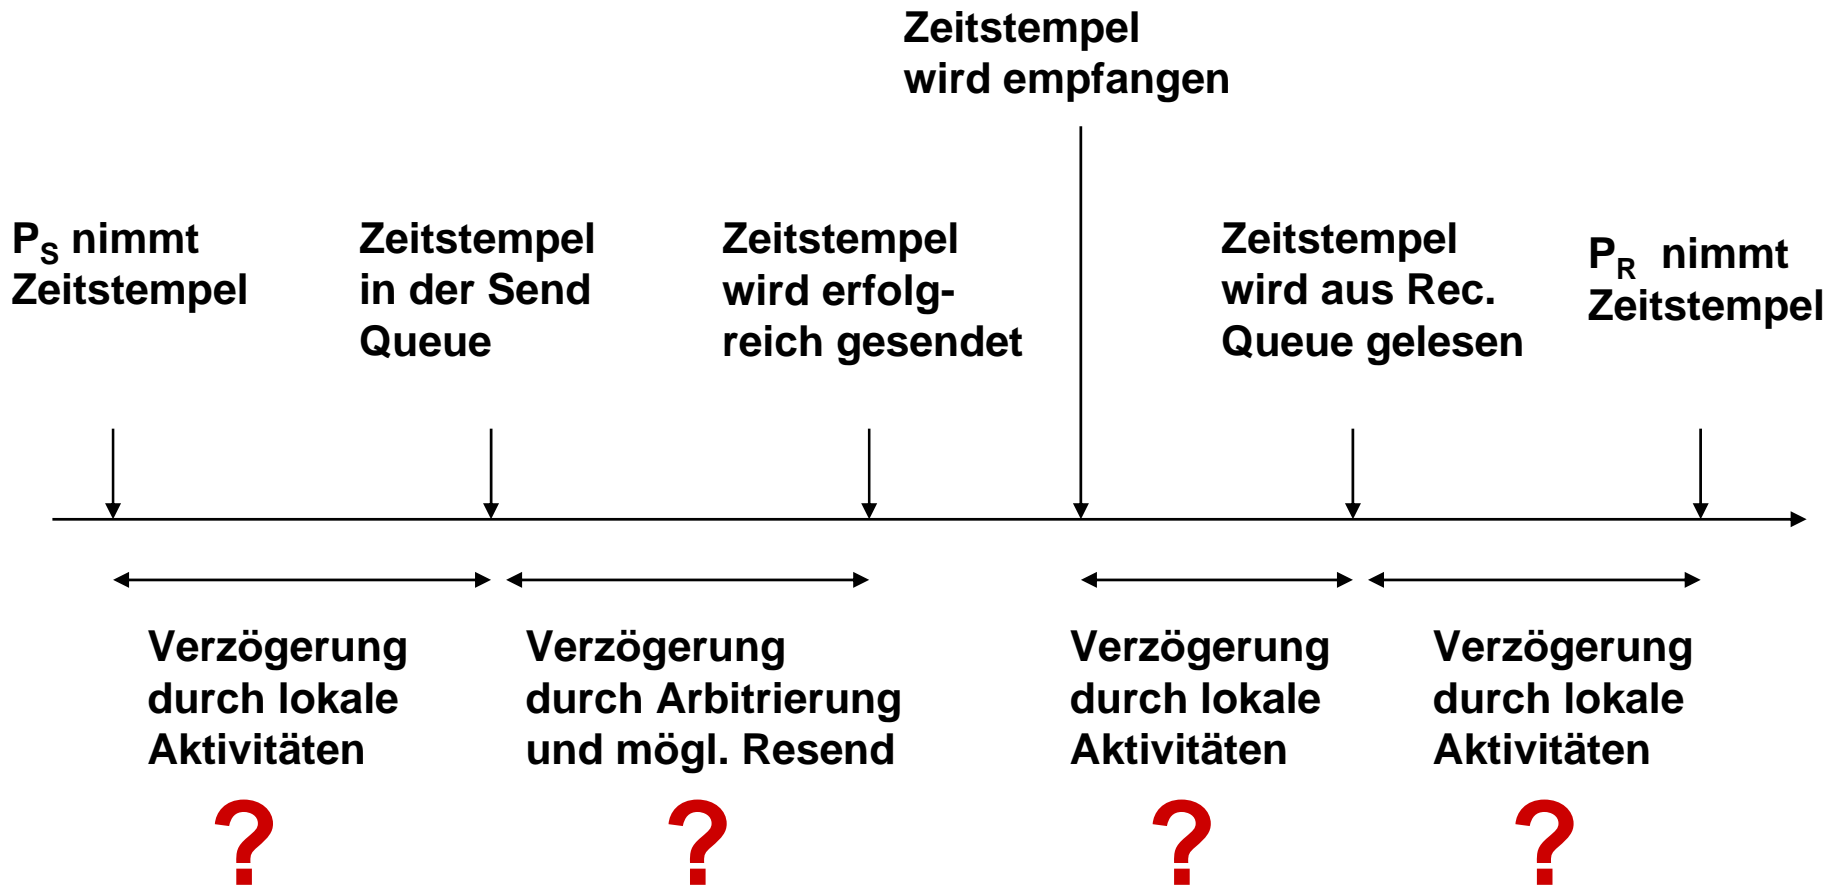 Zeitstempel
wird empfangen
P_S nimmt
Zeitstempel
Zeitstempel
in der Send
Queue
Zeitstempel
wird erfolg-
reich gesendet
Zeitstempel
wird aus Rec.
Queue gelesen
P_R nimmt
Zeitstempel
Verzögerung
durch lokale
Aktivitäten
?
Verzögerung
durch Arbitrierung
und mögl. Resend
?
Verzögerung
durch lokale
Aktivitäten
?
Verzögerung
durch lokale
Aktivitäten
?